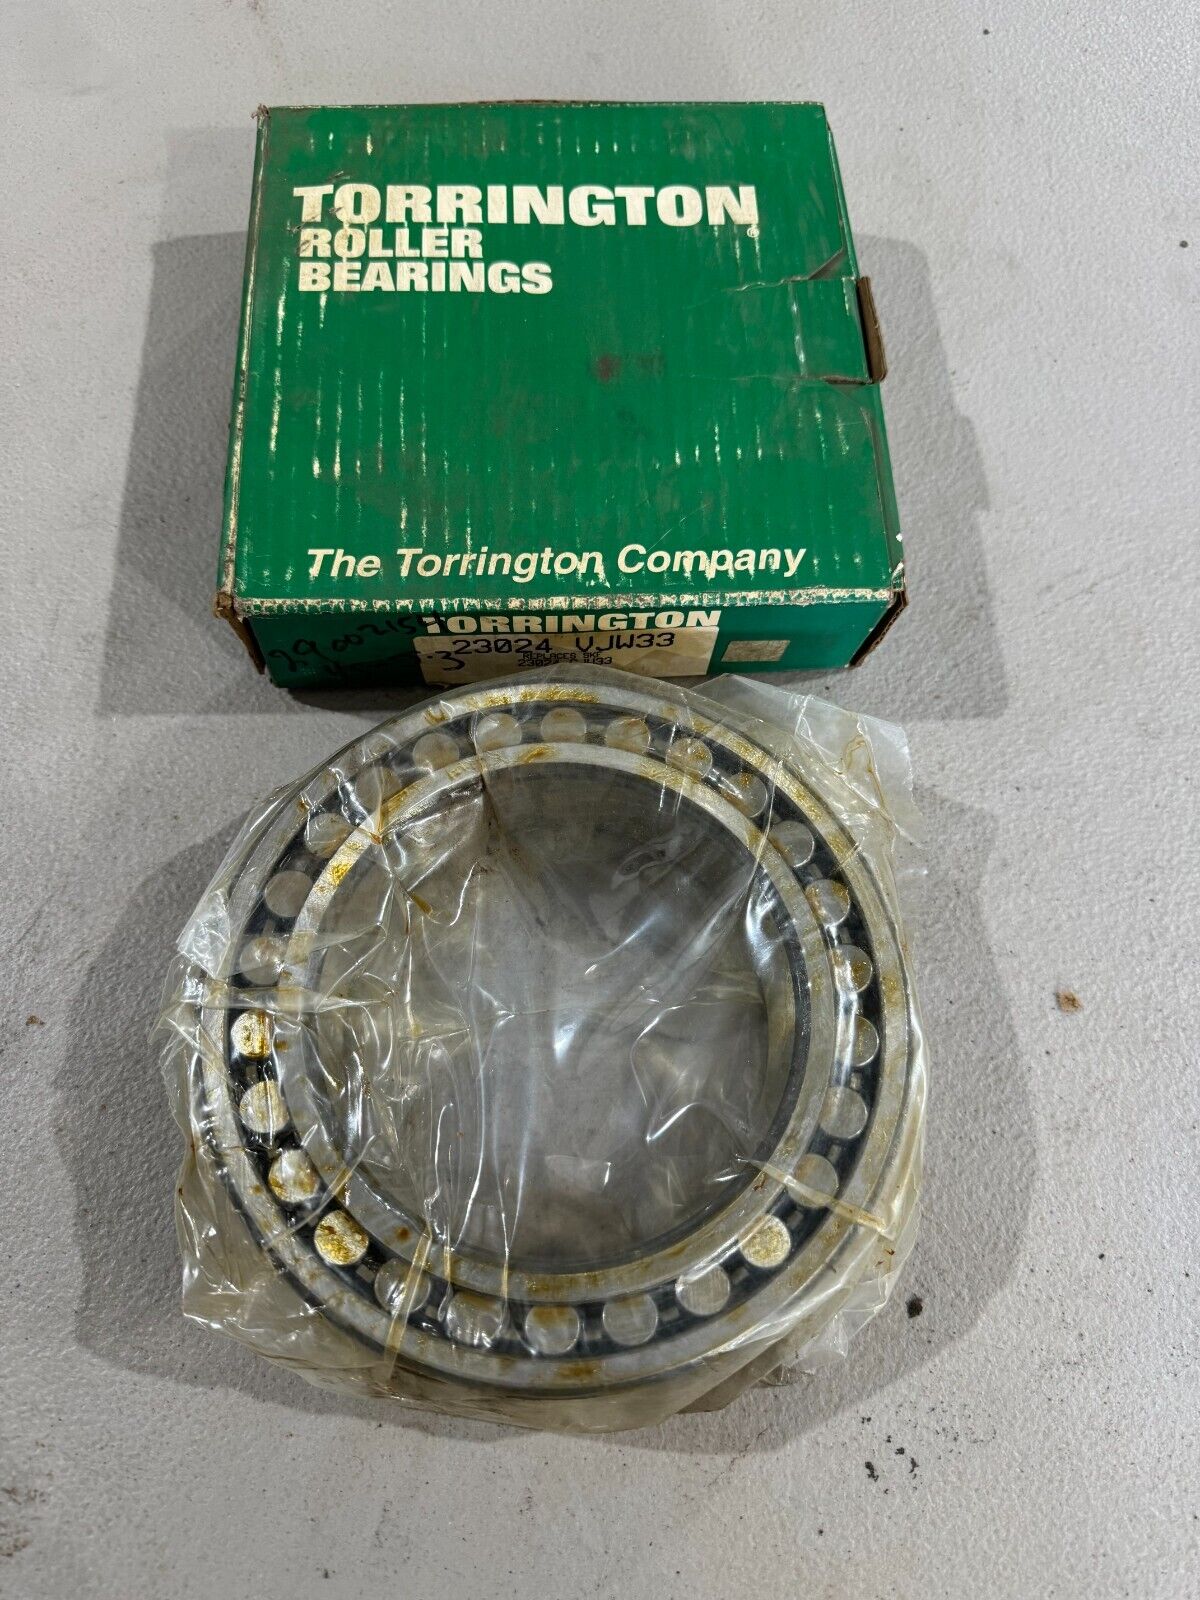 TORRINGTON®
ROLLER
BEARINGS
The Torrington Company
TORRINGTON
23024 VJW33
REPLACES SKF